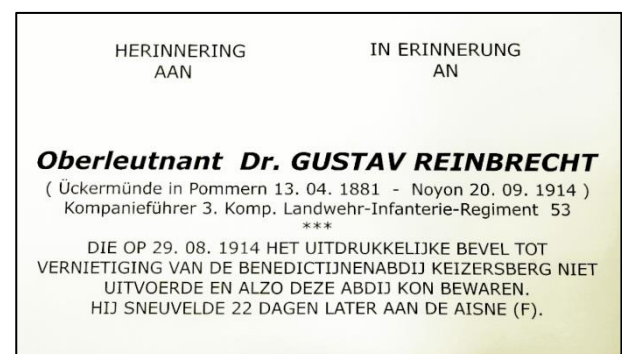 HERINNERING AAN
IN ERINNERUNG AN
Oberleutnant Dr. GUSTAV REINBRECHT
( Ückermünde in Pommern 13. 04. 1881 - Noyon 20. 09. 1914 )
Kompanieführer 3. Komp. Landwehr-Infanterie-Regiment 53
***
DIE OP 29. 08. 1914 HET UITDRUKKELIJKE BEVEL TOT
VERNIETIGING VAN DE BENEDICTIJNENABDIJ KEIZERSBERG NIET
UITVOERDE EN ALZO DEZE ABDIJ KON BEWAREN.
HIJ SNEUVELDE 22 DAGEN LATER AAN DE AISNE (F).